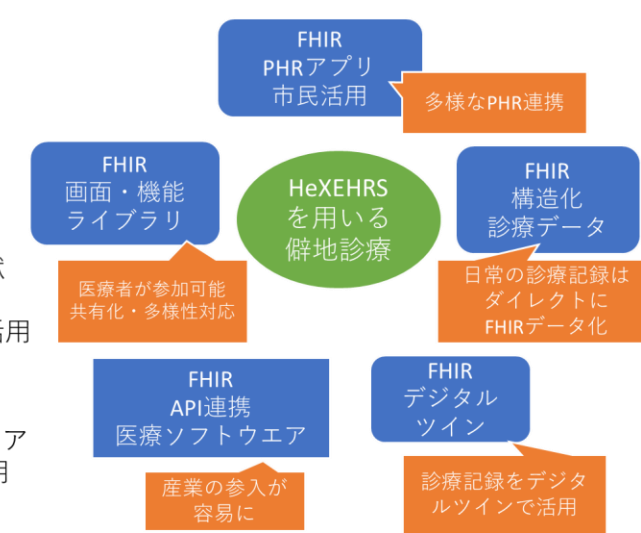 FHIR
PHRアプリ
市民活用
多様なPHR連携
FHIR
画面・機能
ライブラリ
医療者が参加可能
共有化・多様性対応
HeXEHRS
を用いる
僻地診療
FHIR
構造化
診療データ
日常の診療記録は
ダイレクトに
FHIRデータ化
活用
FHIR
API連携
医療ソフトウエア
産業の参入が
容易に
FHIR
デジタル
ツイン
診療記録をデジタ
ルツインで活用
ア
用